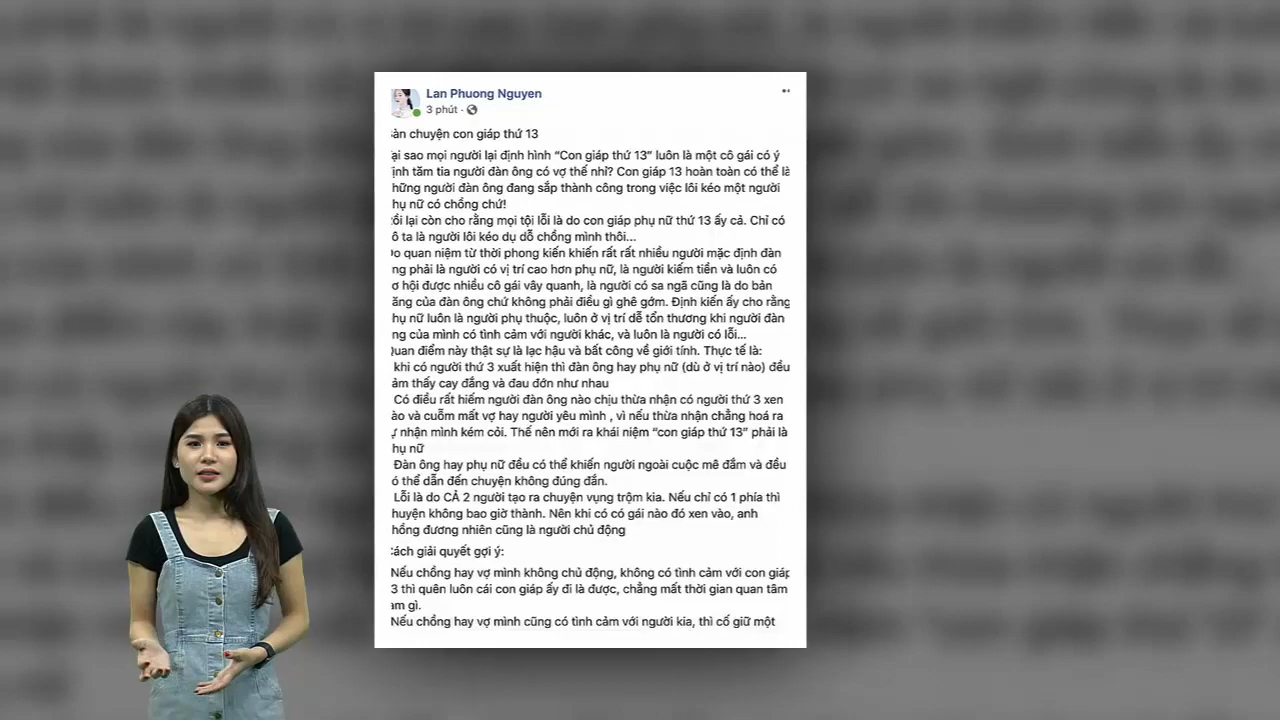 Lan Phuong Nguyen
3 phút ·
àn chuyện con giáp thứ 13
ại sao mọi người lại định hình “Con giáp thứ 13” luôn là một cô gái có ý
ịnh tăm tia người đàn ông có vợ thế nhỉ? Con giáp 13 hoàn toàn có thể là
hững người đàn ông đang sắp thành công trong việc lôi kéo một người
hụ nữ có chồng chứ!
ồi lại còn cho rằng mọi tội lỗi là do con giáp phụ nữ thứ 13 ấy cả. Chỉ có
ô ta là người lôi kéo dụ dỗ chồng mình thôi...
o quan niệm từ thời phong kiến khiến rất rất nhiều người mặc định đàn
ng phải là người có vị trí cao hơn phụ nữ, là người kiếm tiền và luôn có
ơ hội được nhiều cô gái vây quanh, là người có sa ngã cũng là do bản
ăng của đàn ông chứ không phải điều gì ghê gớm. Định kiến ấy cho rằng
hụ nữ luôn là người phụ thuộc, luôn ở vị trí dễ tổn thương khi người đàn
ng của mình có tình cảm với người khác, và luôn là người có lỗi...
Quan điểm này thật sự là lạc hậu và bất công về giới tính. Thực tế là:
khi có người thứ 3 xuất hiện thì đàn ông hay phụ nữ (dù ở vị trí nào) đều
ảm thấy cay đắng và đau đớn như nhau
Có điều rất hiếm người đàn ông nào chịu thừa nhận có người thứ 3 xen
ào và cuỗm mất vợ hay người yêu mình , vì nếu thừa nhận chẳng hoá ra
ự nhận mình kém cỏi. Thế nên mới ra khái niệm “con giáp thứ 13” phải là
hụ nữ
Đàn ông hay phụ nữ đều có thể khiến người ngoài cuộc mê đắm và đều
ó thể dẫn đến chuyện không đúng đắn.
Lỗi là do CẢ 2 người tạo ra chuyện vụng trộm kia. Nếu chỉ có 1 phía thì
huyện không bao giờ thành. Nên khi có có gái nào đó xen vào, anh
hồng đương nhiên cũng là người chủ động
Cách giải quyết gợi ý:
Nếu chồng hay vợ mình không chủ động, không có tình cảm với con giáp
3 thì quên luôn cái con giáp ấy đi là được, chẳng mất thời gian quan tâm
àm gì.
Nếu chồng hay vợ mình cũng có tình cảm với người kia, thì cố giữ một